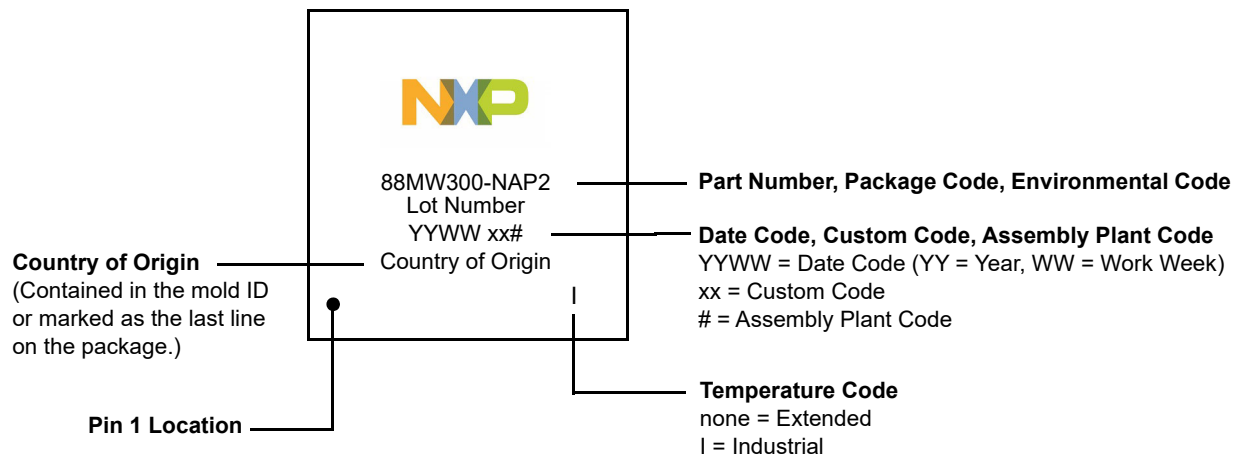 NXP
88MW300-NAP2
Lot Number
YYWW xx#
Country of Origin
I
Part Number, Package Code, Environmental Code
Date Code, Custom Code, Assembly Plant Code
YYWW = Date Code (YY = Year, WW = Work Week)
xx = Custom Code
# = Assembly Plant Code
Country of Origin
(Contained in the mold ID
or marked as the last line
on the package.)
Temperature Code
none = Extended
I = Industrial
Pin 1 Location